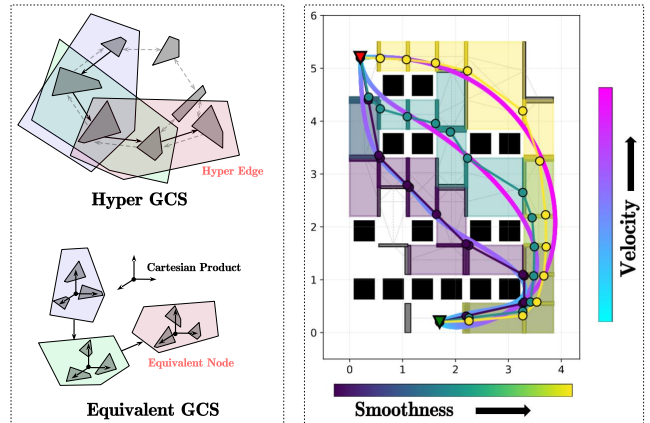 Hyper Edge
Hyper GCS
Cartesian Product
Equivalent Node
Equivalent GCS
6
5
4
3
2
1
0
0
1
2
3
4
Velocity
Smoothness